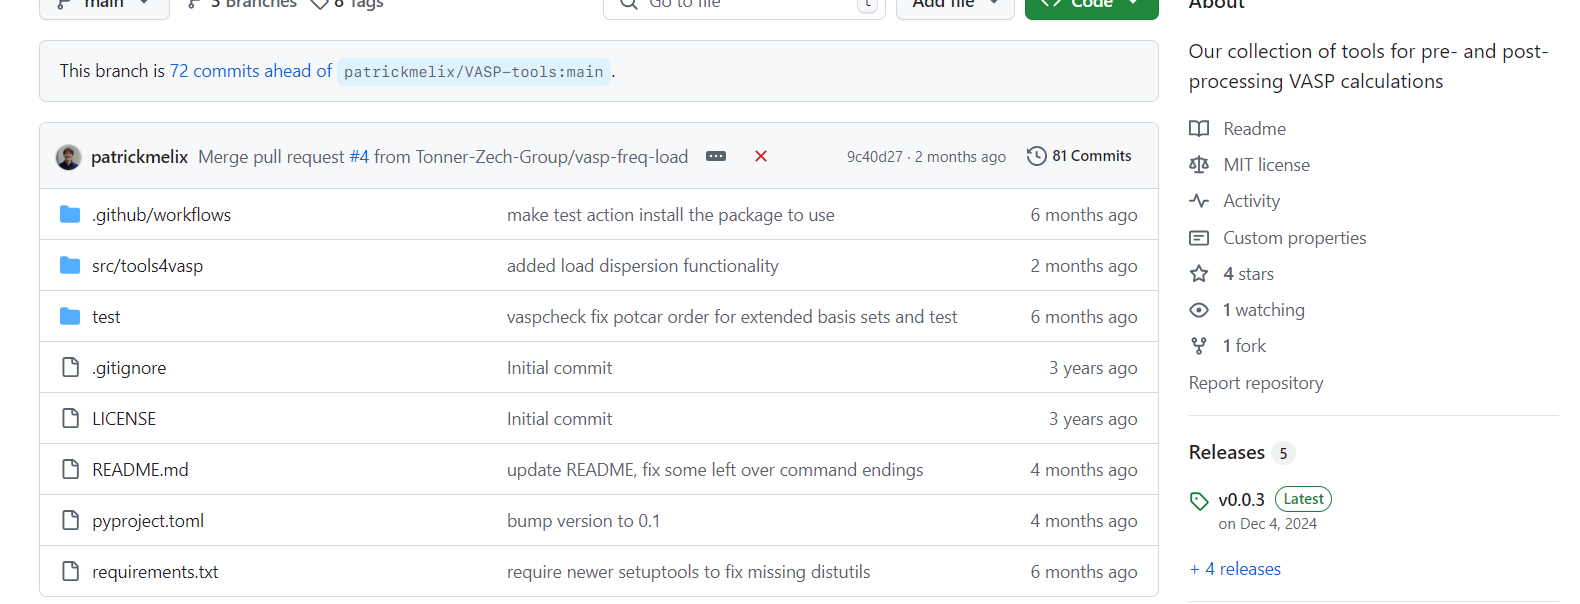 main 3 Branches 8 Tags Go to file t Add file Code About
This branch is 72 commits ahead of patrickmelix/VASP-tools:main .
Our collection of tools for pre- and post-
processing VASP calculations
patrickmelix Merge pull request #4 from Tonner-Zech-Group/vasp-freq-load 9c40d27 · 2 months ago 81 Commits
.github/workflows make test action install the package to use 6 months ago
src/tools4vasp added load dispersion functionality 2 months ago
test vaspcheck fix potcar order for extended basis sets and test 6 months ago
.gitignore Initial commit 3 years ago
LICENSE Initial commit 3 years ago
README.md update README, fix some left over command endings 4 months ago
pyproject.toml bump version to 0.1 4 months ago
requirements.txt require newer setuptools to fix missing distutils 6 months ago
Readme
MIT license
Activity
Custom properties
4 stars
1 watching
1 fork
Report repository
Releases 5
v0.0.3 Latest
on Dec 4, 2024
+ 4 releases